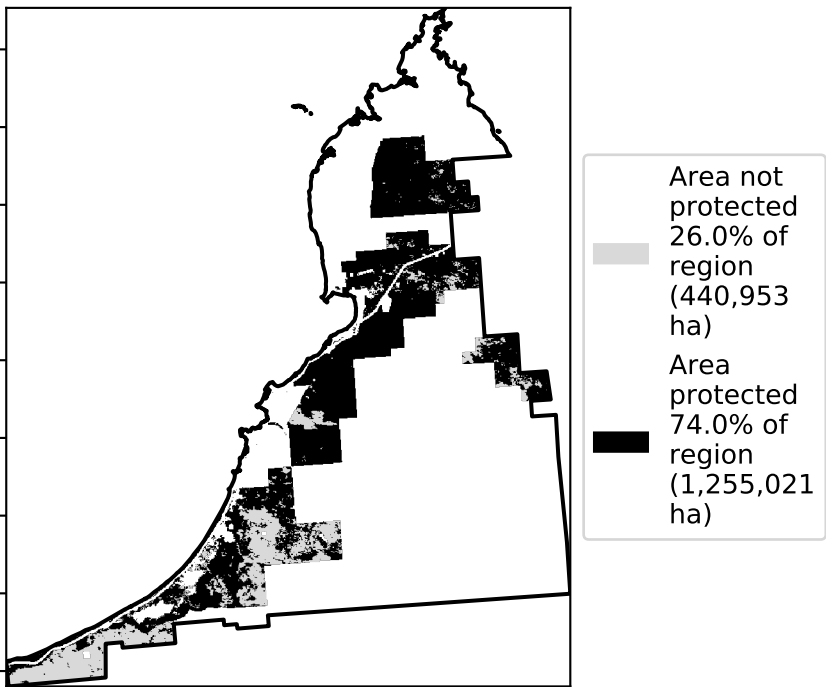 Area not
protected
26.0% of
region
(440,953
ha)
Area
protected
74.0% of
region
(1,255,021
ha)